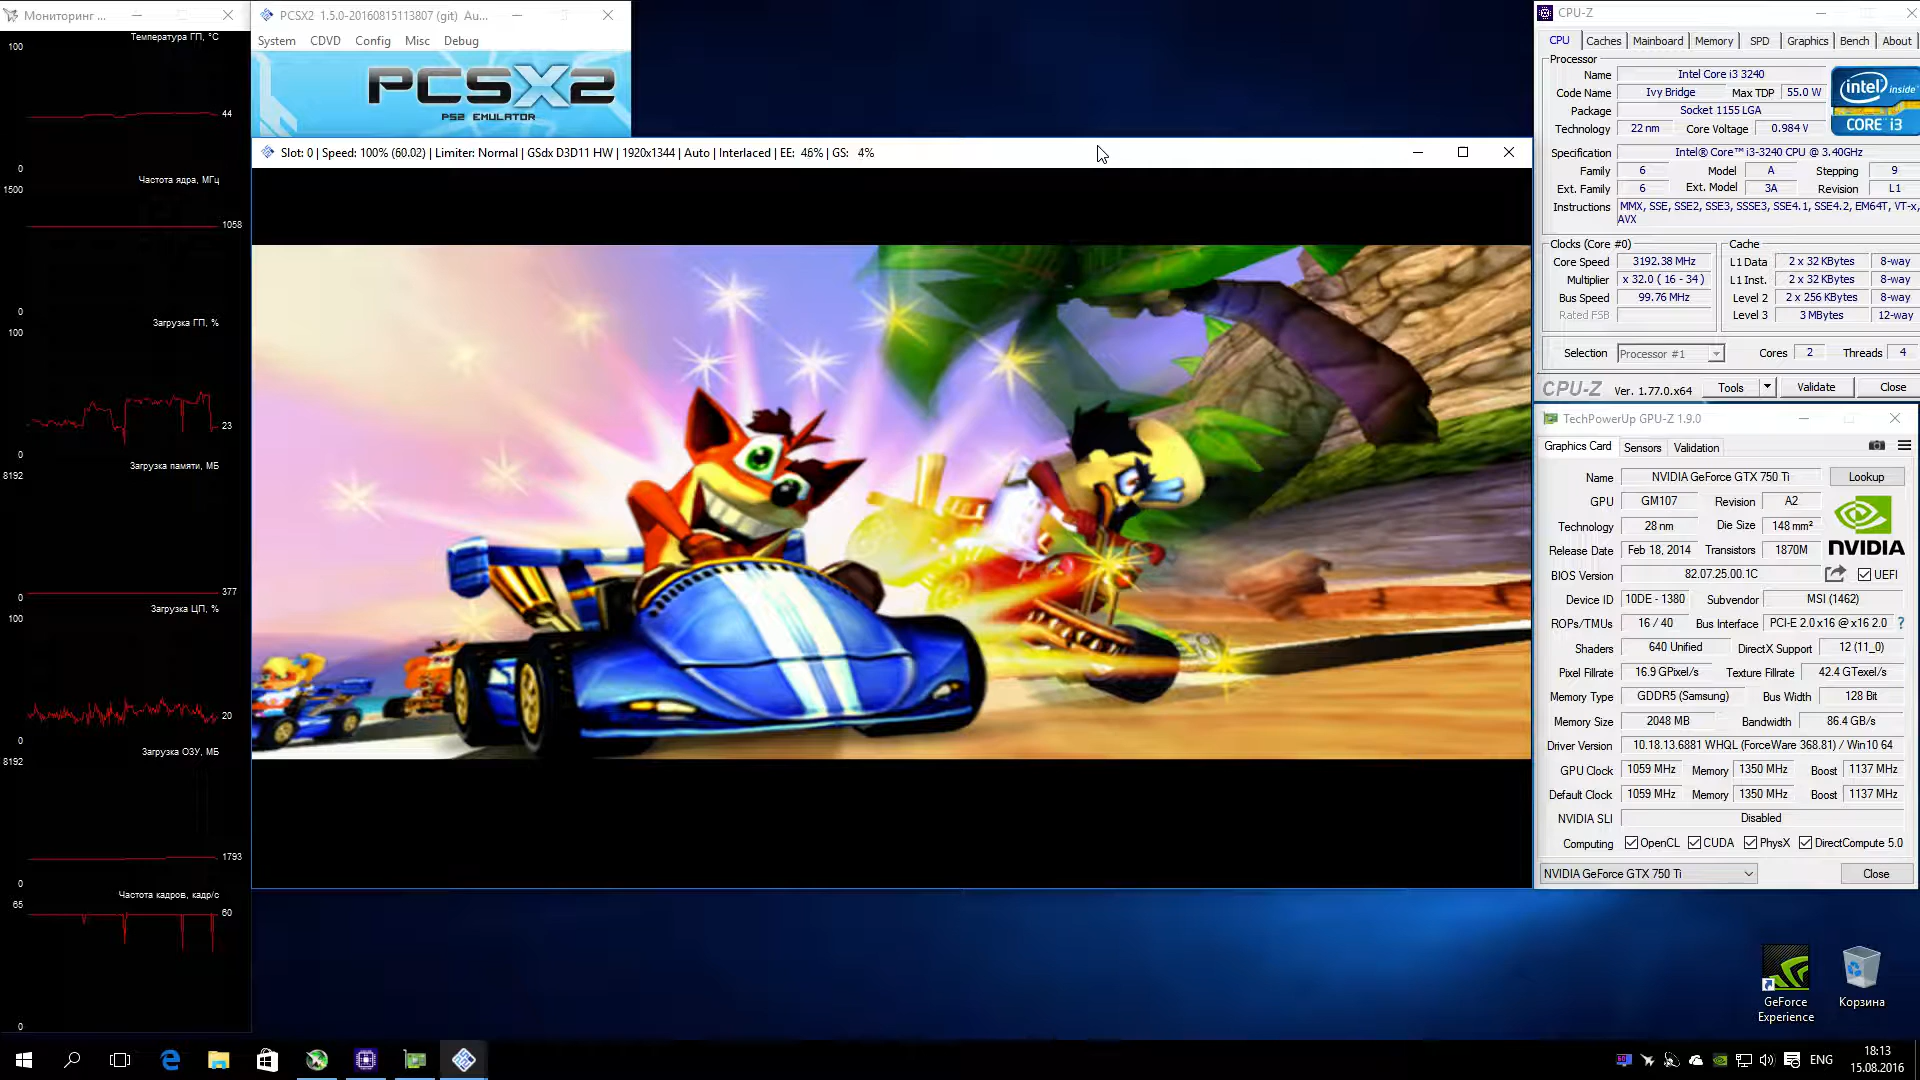 Мониторинг ...
Температура ГП, °C
100
44
0
Частота ядра, МГц
1500
1058
0
Загрузка ГП, %
100
23
0
Загрузка памяти, МБ
8192
377
0
Загрузка ЦП, %
100
20
0
Загрузка ОЗУ, МБ
8192
1793
0
Частота кадров, кадр/с
65
60
0
PCSX2 1.5.0-20160815113807 (git) Au...
System CDVD Config Misc Debug
PCSX2
PS2 EMULATOR
Slot: 0 | Speed: 100% (60.02) | Limiter: Normal | GSdx D3D11 HW | 1920x1344 | Auto | Interlaced | EE: 46% | GS: 4%
CPU-Z
CPU Caches Mainboard Memory SPD Graphics Bench About
Processor
Name Intel Core i3 3240
Code Name Ivy Bridge Max TDP 55.0 W
Package Socket 1155 LGA
Technology 22 nm Core Voltage 0.984 V
intel inside
CORE i3
Specification Intel® Core™ i3-3240 CPU @ 3.40GHz
Family 6 Model A Stepping 9
Ext. Family 6 Ext. Model 3A Revision L1
Instructions MMX, SSE, SSE2, SSE3, SSSE3, SSE4.1, SSE4.2, EM64T, VT-x,
AVX
Clocks (Core #0)
Core Speed 3192.38 MHz
Multiplier x 32.0 ( 16 - 34 )
Bus Speed 99.76 MHz
Rated FSB
Cache
L1 Data 2 x 32 KBytes 8-way
L1 Inst. 2 x 32 KBytes 8-way
Level 2 2 x 256 KBytes 8-way
Level 3 3 MBytes 12-way
Selection Processor #1 Cores 2 Threads 4
CPU-Z Ver. 1.77.0.x64 Tools Validate Close
TechPowerUp GPU-Z 1.9.0
Graphics Card Sensors Validation
Name NVIDIA GeForce GTX 750 Ti Lookup
GPU GM107 Revision A2
Technology 28 nm Die Size 148 mm²
Release Date Feb 18, 2014 Transistors 1870M
NVIDIA
BIOS Version 82.07.25.00.1C UEFI
Device ID 10DE - 1380 Subvendor MSI (1462)
ROPs/TMUs 16 / 40 Bus Interface PCI-E 2.0 x16 @ x16 2.0 ?
Shaders 640 Unified DirectX Support 12 (11_0)
Pixel Fillrate 16.9 GPixel/s Texture Fillrate 42.4 GTexel/s
Memory Type GDDR5 (Samsung) Bus Width 128 Bit
Memory Size 2048 MB Bandwidth 86.4 GB/s
Driver Version 10.18.13.6881 WHQL (ForceWare 368.81) / Win10 64
GPU Clock 1059 MHz Memory 1350 MHz Boost 1137 MHz
Default Clock 1059 MHz Memory 1350 MHz Boost 1137 MHz
NVIDIA SLI Disabled
Computing OpenCL CUDA PhysX DirectCompute 5.0
NVIDIA GeForce GTX 750 Ti Close
GeForce
Experience
Корзина
60
ENG
18:13
15.08.2016